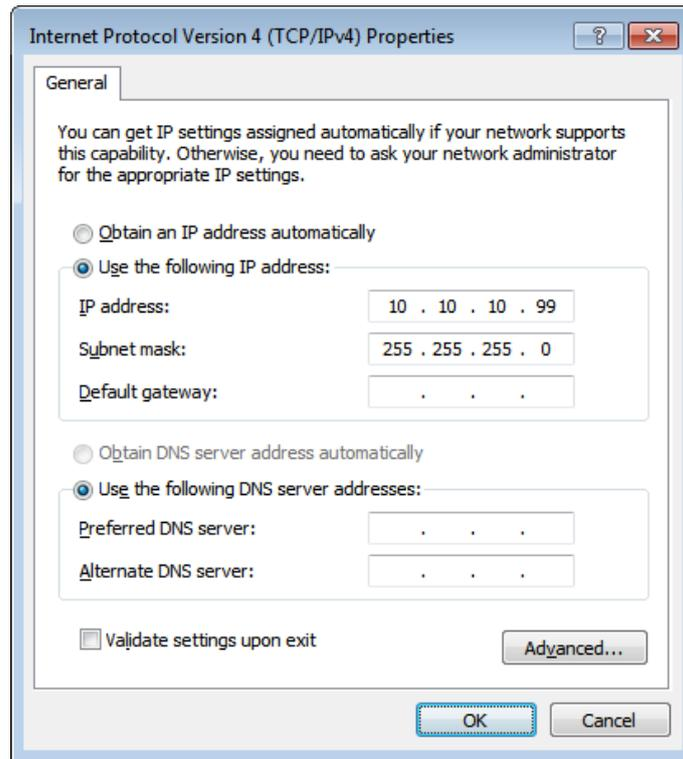 Internet Protocol Version 4 (TCP/IPv4) Properties
?
General
You can get IP settings assigned automatically if your network supports
this capability. Otherwise, you need to ask your network administrator
for the appropriate IP settings.
Obtain an IP address automatically
Use the following IP address:
IP address: 10 . 10 . 10 . 99
Subnet mask: 255 . 255 . 255 . 0
Default gateway: . . .
Obtain DNS server address automatically
Use the following DNS server addresses:
Preferred DNS server: . . .
Alternate DNS server: . . .
Validate settings upon exit
Advanced...
OK Cancel